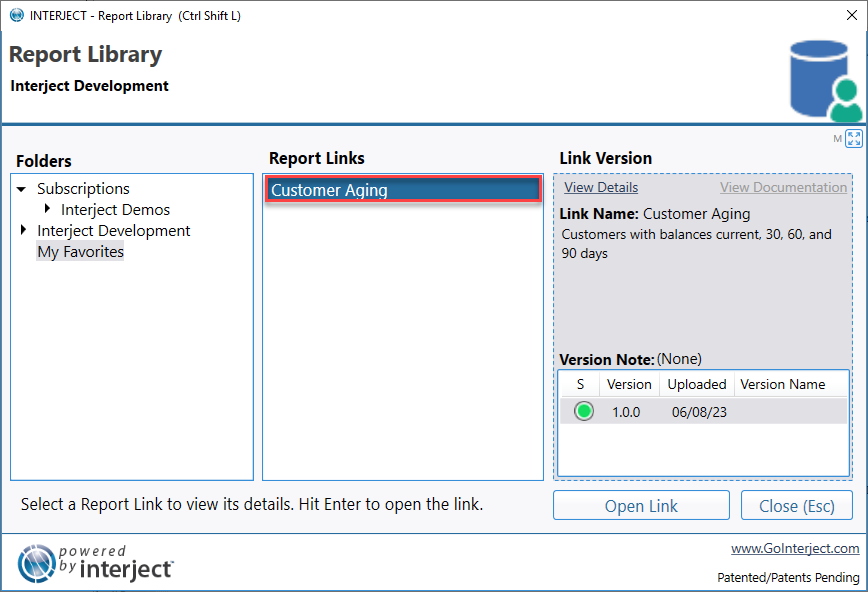 INTERJECT - Report Library  (Ctrl Shift L)
Report Library
Interject Development
M
Folders
Subscriptions
Interject Demos
Interject Development
My Favorites
Report Links
Customer Aging
Link Version
View Details View Documentation
Link Name: Customer Aging
Customers with balances current, 30, 60, and
90 days
Version Note: (None)
S Version Uploaded Version Name
1.0.0 06/08/23
Select a Report Link to view its details. Hit Enter to open the link.
Open Link Close (Esc)
powered
by interject™
www.GoInterject.com
Patented/Patents Pending